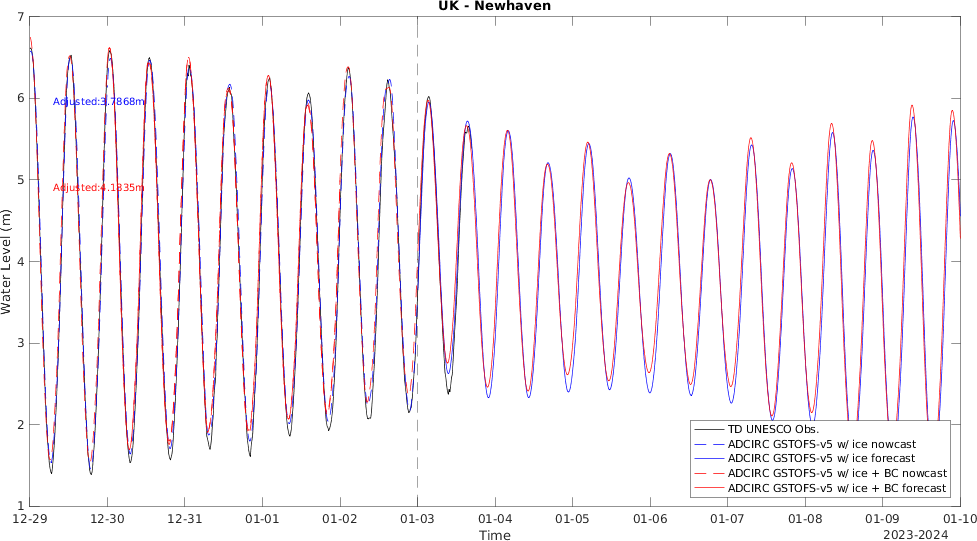 UK - Newhaven
7
6
5
4
3
2
1
Water Level (m)
Adjusted:3.7868m
Adjusted:4.1335m
TD UNESCO Obs.
ADCIRC GSTOFS-v5 w/ ice nowcast
ADCIRC GSTOFS-v5 w/ ice forecast
ADCIRC GSTOFS-v5 w/ ice + BC nowcast
ADCIRC GSTOFS-v5 w/ ice + BC forecast
12-29 12-30 12-31 01-01 01-02 01-03 01-04 01-05 01-06 01-07 01-08 01-09 01-10
Time
2023-2024